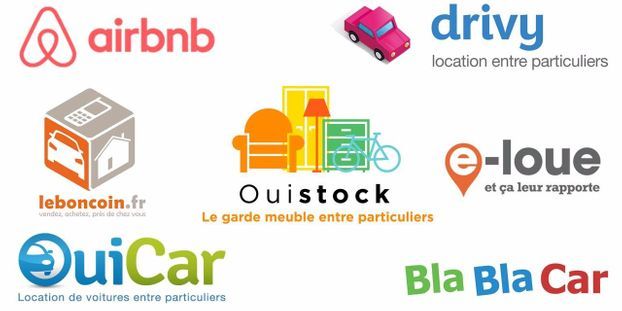 airbnb
drivy
location entre particuliers
leboncoin.fr
vendez, achetez, près de chez vous
Ouistock
Le garde meuble entre particuliers
e-loue
et ça leur rapporte
OuiCar
Location de voitures entre particuliers
Bla Bla Car